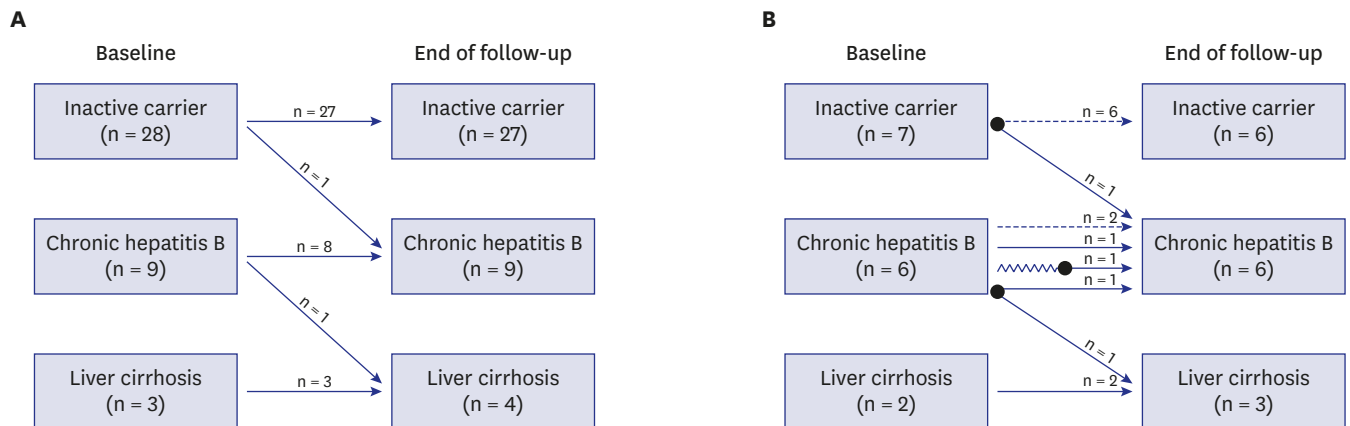 A
Baseline
End of follow-up
Inactive carrier
(n = 28)
n = 27
Inactive carrier
(n = 27)
n = 1
Chronic hepatitis B
(n = 9)
n = 8
Chronic hepatitis B
(n = 9)
n = 1
Liver cirrhosis
(n = 3)
n = 3
Liver cirrhosis
(n = 4)
B
Baseline
End of follow-up
Inactive carrier
(n = 7)
n = 6
Inactive carrier
(n = 6)
n = 1
Chronic hepatitis B
(n = 6)
n = 2
n = 1
n = 1
n = 1
Chronic hepatitis B
(n = 6)
n = 1
Liver cirrhosis
(n = 2)
n = 2
Liver cirrhosis
(n = 3)